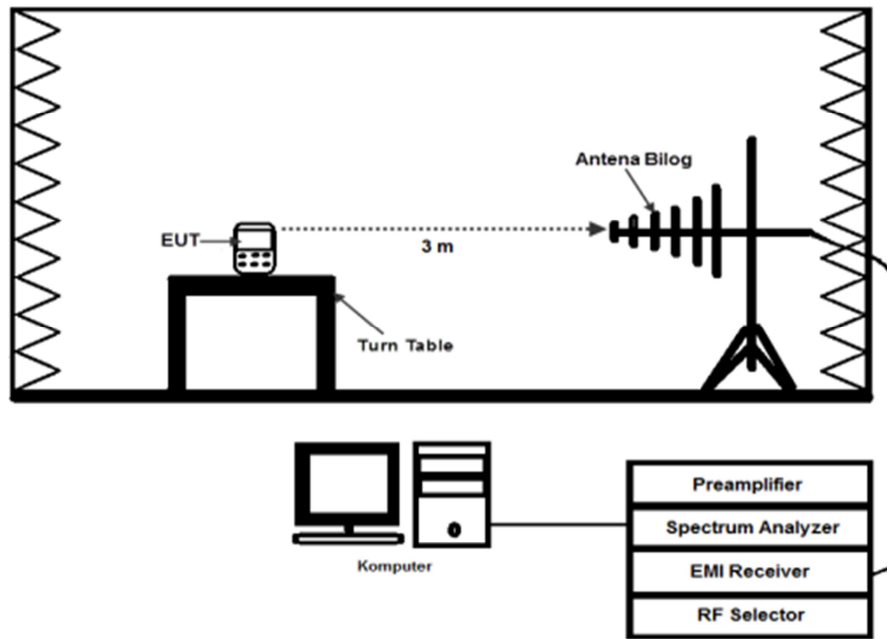 Antena Bilog
EUT
3 m
Turn Table
Komputer
Preamplifier
Spectrum Analyzer
EMI Receiver
RF Selector